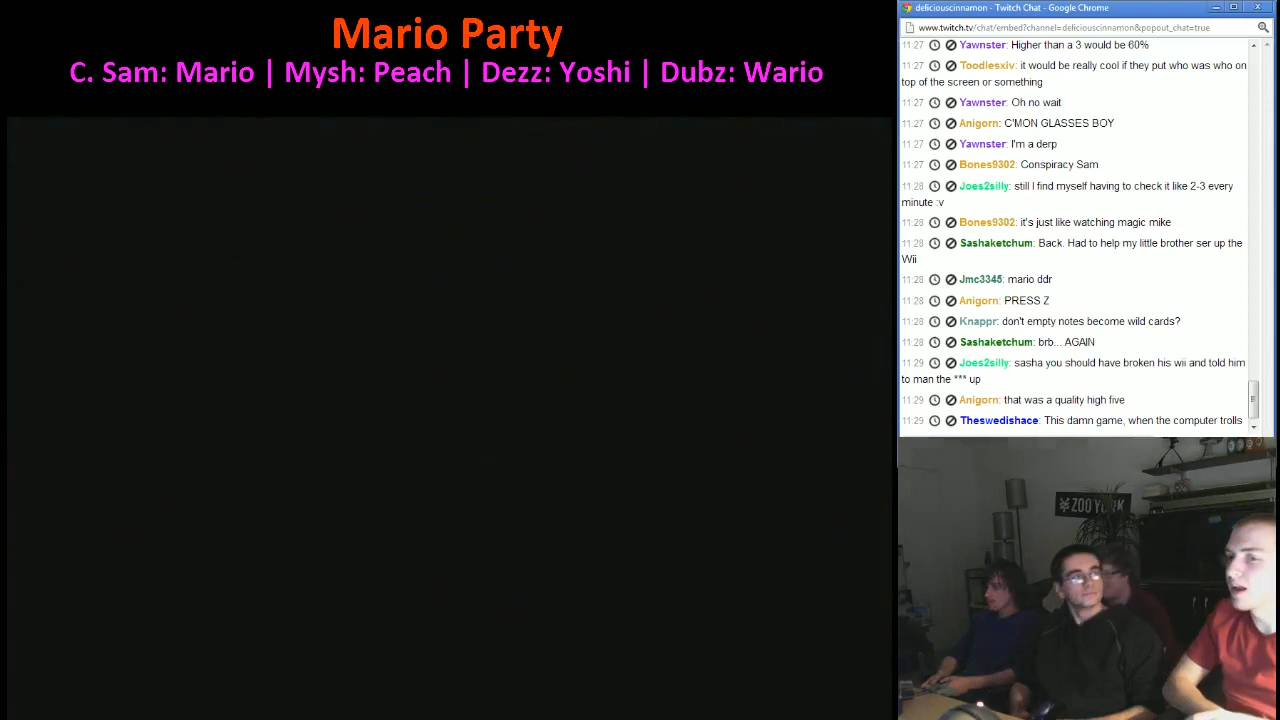 Mario Party
C. Sam: Mario | Mysh: Peach | Dezz: Yoshi | Dubz: Wario
deliciouscinnamon - Twitch Chat - Google Chrome
www.twitch.tv/chat/embed?channel=deliciouscinnamon&popout_chat=true
11:27 Yawnster: Higher than a 3 would be 60%
11:27 Toodlesxiv: it would be really cool if they put who was who on
top of the screen or something
11:27 Yawnster: Oh no wait
11:27 Anigorn: C'MON GLASSES BOY
11:27 Yawnster: I'm a derp
11:27 Bones9302: Conspiracy Sam
11:28 Joes2silly: still I find myself having to check it like 2-3 every
minute :v
11:28 Bones9302: it's just like watching magic mike
11:28 Sashaketchum: Back. Had to help my little brother ser up the
Wii
11:28 Jmc3345: mario ddr
11:28 Anigorn: PRESS Z
11:28 Knappr: don't empty notes become wild cards?
11:28 Sashaketchum: brb... AGAIN
11:29 Joes2silly: sasha you should have broken his wii and told him
to man the *** up
11:29 Anigorn: that was a quality high five
11:29 Theswedishace: This damn game, when the computer trolls
ZOO YORK